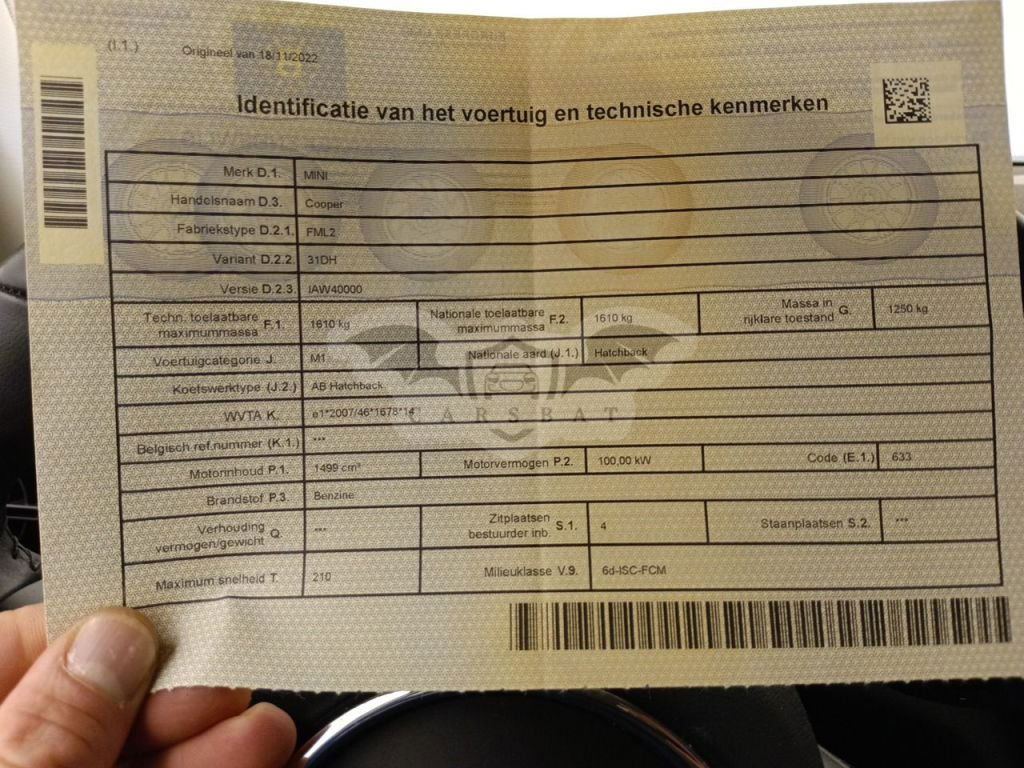 (I.1.)
Origineel van 18/11/2022
Identificatie van het voertuig en technische kenmerken
Merk D.1. MINI
Handelsnaam D.3. Cooper
Fabriekstype D.2.1. FML2
Variant D.2.2. 31DH
Versie D.2.3. IAW40000
Techn. toelaatbare maximummassa F.1. 1610 kg Nationale toelaatbare maximummassa F.2. 1610 kg Massa in rijklare toestand G. 1250 kg
Voertuigcategorie J. M1 Nationale aard (J.1.) Hatchback
Koetswerktype (J.2.) AB Hatchback
WVTA K. e1*2007/46*1678*14
CARSBAT
Belgisch ref.nummer (K.1.) ***
Motorinhoud P.1. 1499 cm³ Motorvermogen P.2. 100,00 kW Code (E.1.) 633
Brandstof P.3. Benzine
Verhouding vermogen/gewicht Q. *** Zitplaatsen bestuurder inb. S.1. 4 Staanplaatsen S.2. ***
Maximum snelheid T. 210 Milieuklasse V.9. 6d-ISC-FCM